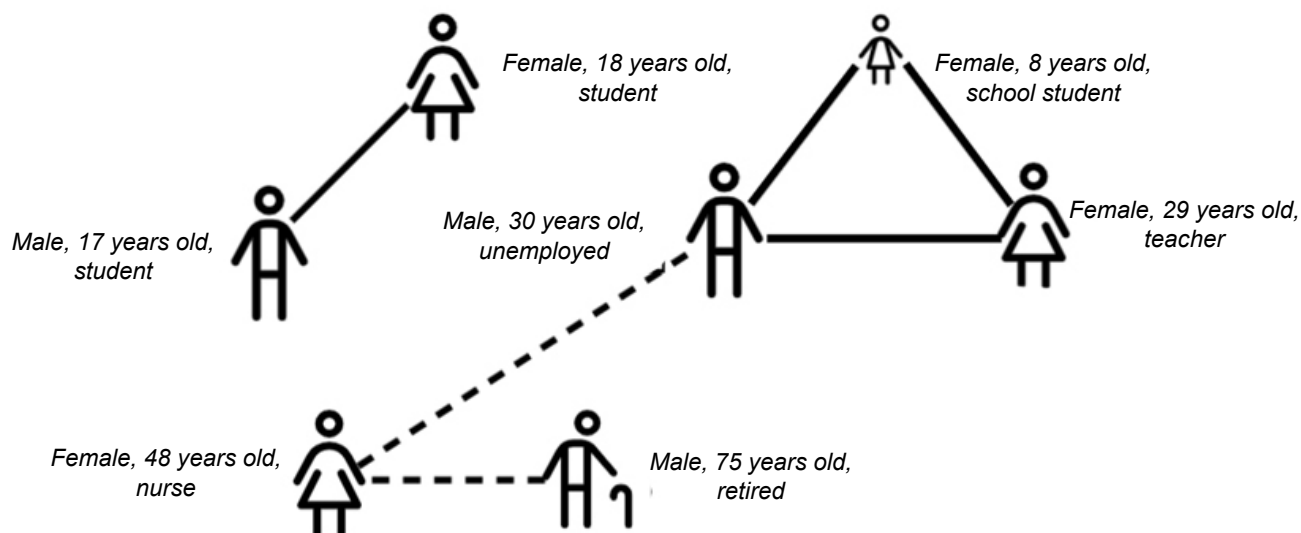 Female, 18 years old,
student
Female, 8 years old,
school student
Male, 17 years old,
student
Male, 30 years old,
unemployed
Female, 29 years old,
teacher
Female, 48 years old,
nurse
Male, 75 years old,
retired